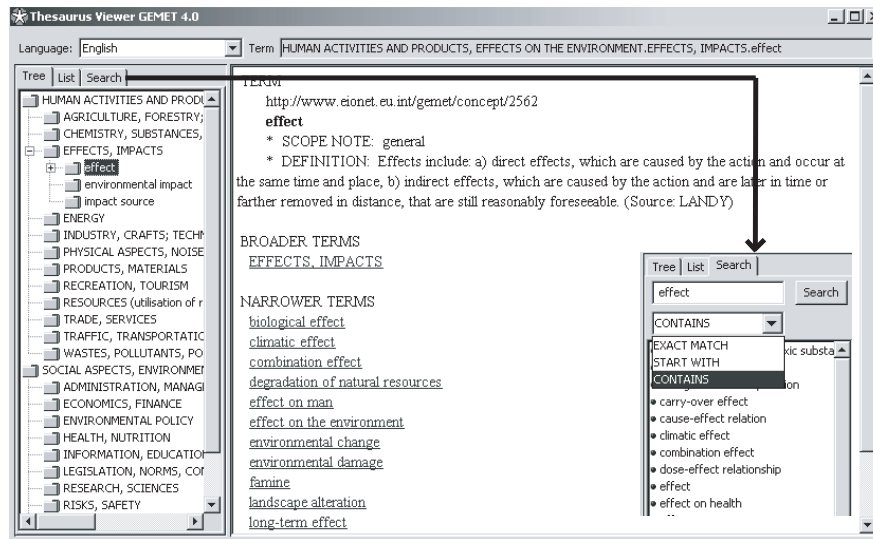 Thesaurus Viewer GEMET 4.0
Language: English
Term HUMAN ACTIVITIES AND PRODUCTS, EFFECTS ON THE ENVIRONMENT.EFFECTS, IMPACTS.effect
Tree List Search
HUMAN ACTIVITIES AND PRODU
AGRICULTURE, FORESTRY;
CHEMISTRY, SUBSTANCES,
EFFECTS, IMPACTS
effect
environmental impact
impact source
ENERGY
INDUSTRY, CRAFTS; TECHN
PHYSICAL ASPECTS, NOISE
PRODUCTS, MATERIALS
RECREATION, TOURISM
RESOURCES (utilisation of r
TRADE, SERVICES
TRAFFIC, TRANSPORTATIC
WASTES, POLLUTANTS, PO
SOCIAL ASPECTS, ENVIRONMEN
ADMINISTRATION, MANAGE
ECONOMICS, FINANCE
ENVIRONMENTAL POLICY
HEALTH, NUTRITION
INFORMATION, EDUCATION
LEGISLATION, NORMS, CON
RESEARCH, SCIENCES
RISKS, SAFETY
TERM
http://www.eionet.eu.int/gemet/concept/2562
effect
* SCOPE NOTE: general
* DEFINITION: Effects include: a) direct effects, which are caused by the action and occur at
the same time and place, b) indirect effects, which are caused by the action and are later in time or
farther removed in distance, that are still reasonably foreseeable. (Source: LANDY)
BROADER TERMS
EFFECTS, IMPACTS
NARROWER TERMS
biological effect
climatic effect
combination effect
degradation of natural resources
effect on man
effect on the environment
environmental change
environmental damage
famine
landscape alteration
long-term effect
Tree List Search
effect Search
CONTAINS
EXACT MATCH
START WITH
CONTAINS
xic substa
carry-over effect
cause-effect relation
climatic effect
combination effect
dose-effect relationship
effect
effect on health